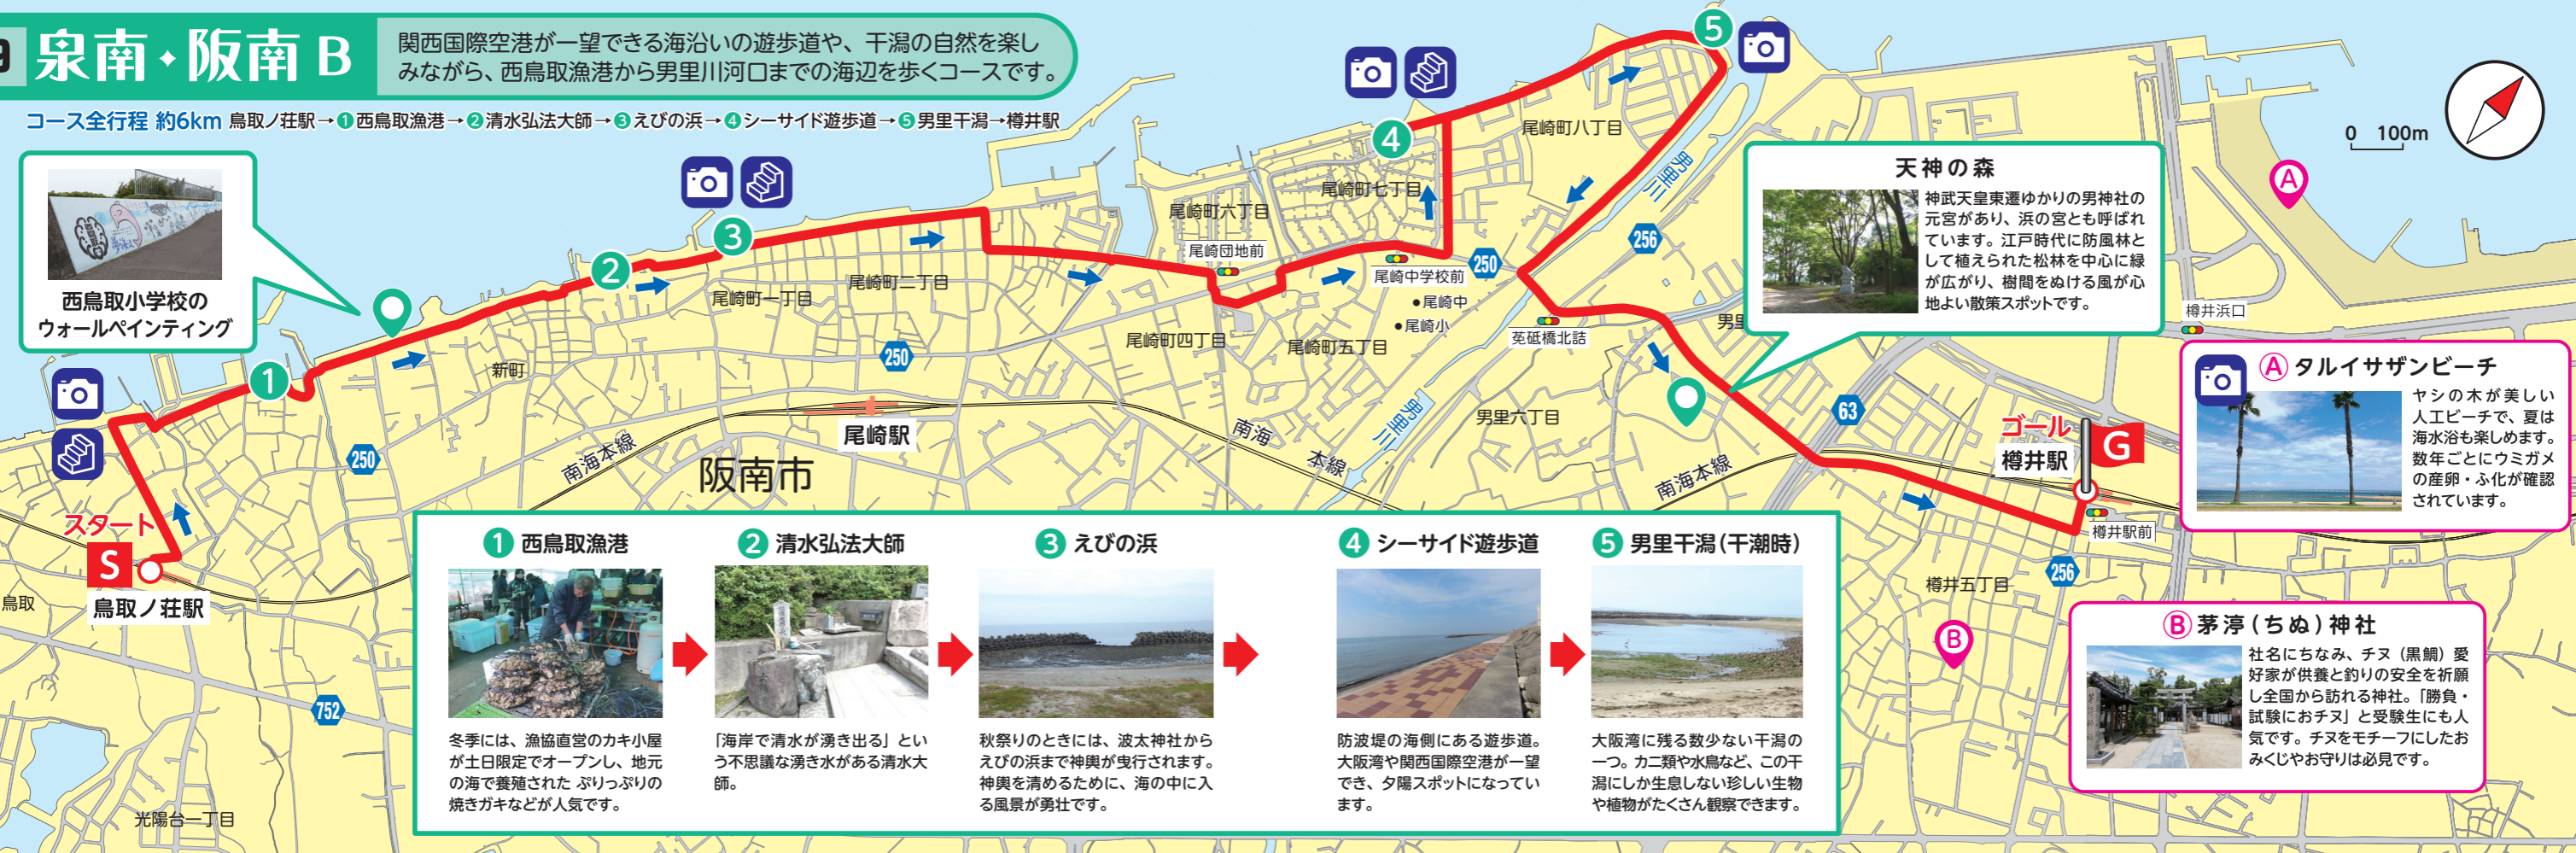 9 泉南・阪南 B
関西国際空港が一望できる海沿いの遊歩道や、干潟の自然を楽し
みながら、西鳥取漁港から男里川河口までの海辺を歩くコースです。
コース全行程 約6km 鳥取ノ荘駅→①西鳥取漁港→②清水弘法大師→③えびの浜→④シーサイド遊歩道→⑤男里干潟→樽井駅
西鳥取小学校の
ウォールペインティング
スタート
S
鳥取ノ荘駅
鳥取
1
2
3
4
5
新町
尾崎町一丁目
尾崎町二丁目
尾崎町四丁目
尾崎町五丁目
尾崎町六丁目
尾崎町七丁目
尾崎町八丁目
尾崎団地前
尾崎中学校前
尾崎中
尾崎小
250
250
250
256
256
63
752
男里川
男里川
莵砥橋北詰
男里
男里六丁目
南海本線
南海
本線
南海本線
尾崎駅
阪南市
光陽台一丁目
0 100m
A
B
樽井浜口
ゴール
G
樽井駅
樽井駅前
樽井五丁目
天神の森
神武天皇東遷ゆかりの男神社の
元宮があり、浜の宮とも呼ばれ
ています。江戸時代に防風林と
して植えられた松林を中心に緑
が広がり、樹間をぬける風が心
地よい散策スポットです。
Ⓐ タルイサザンビーチ
ヤシの木が美しい
人工ビーチで、夏は
海水浴も楽しめます。
数年ごとにウミガメ
の産卵・ふ化が確認
されています。
Ⓑ 茅渟(ちぬ)神社
社名にちなみ、チヌ(黒鯛)愛
好家が供養と釣りの安全を祈願
し全国から訪れる神社。「勝負・
試験におチヌ」と受験生にも人
気です。チヌをモチーフにしたお
みくじやお守りは必見です。
① 西鳥取漁港
冬季には、漁協直営のカキ小屋
が土日限定でオープンし、地元
の海で養殖された ぷりっぷりの
焼きガキなどが人気です。
② 清水弘法大師
「海岸で清水が湧き出る」とい
う不思議な湧き水がある清水大
師。
③ えびの浜
秋祭りのときには、波太神社から
えびの浜まで神輿が曳行されます。
神輿を清めるために、海の中に入
る風景が勇壮です。
④ シーサイド遊歩道
防波堤の海側にある遊歩道。
大阪湾や関西国際空港が一望
でき、夕陽スポットになってい
ます。
⑤ 男里干潟(干潮時)
大阪湾に残る数少ない干潟の
一つ。カニ類や水鳥など、この干
潟にしか生息しない珍しい生物
や植物がたくさん観察できます。